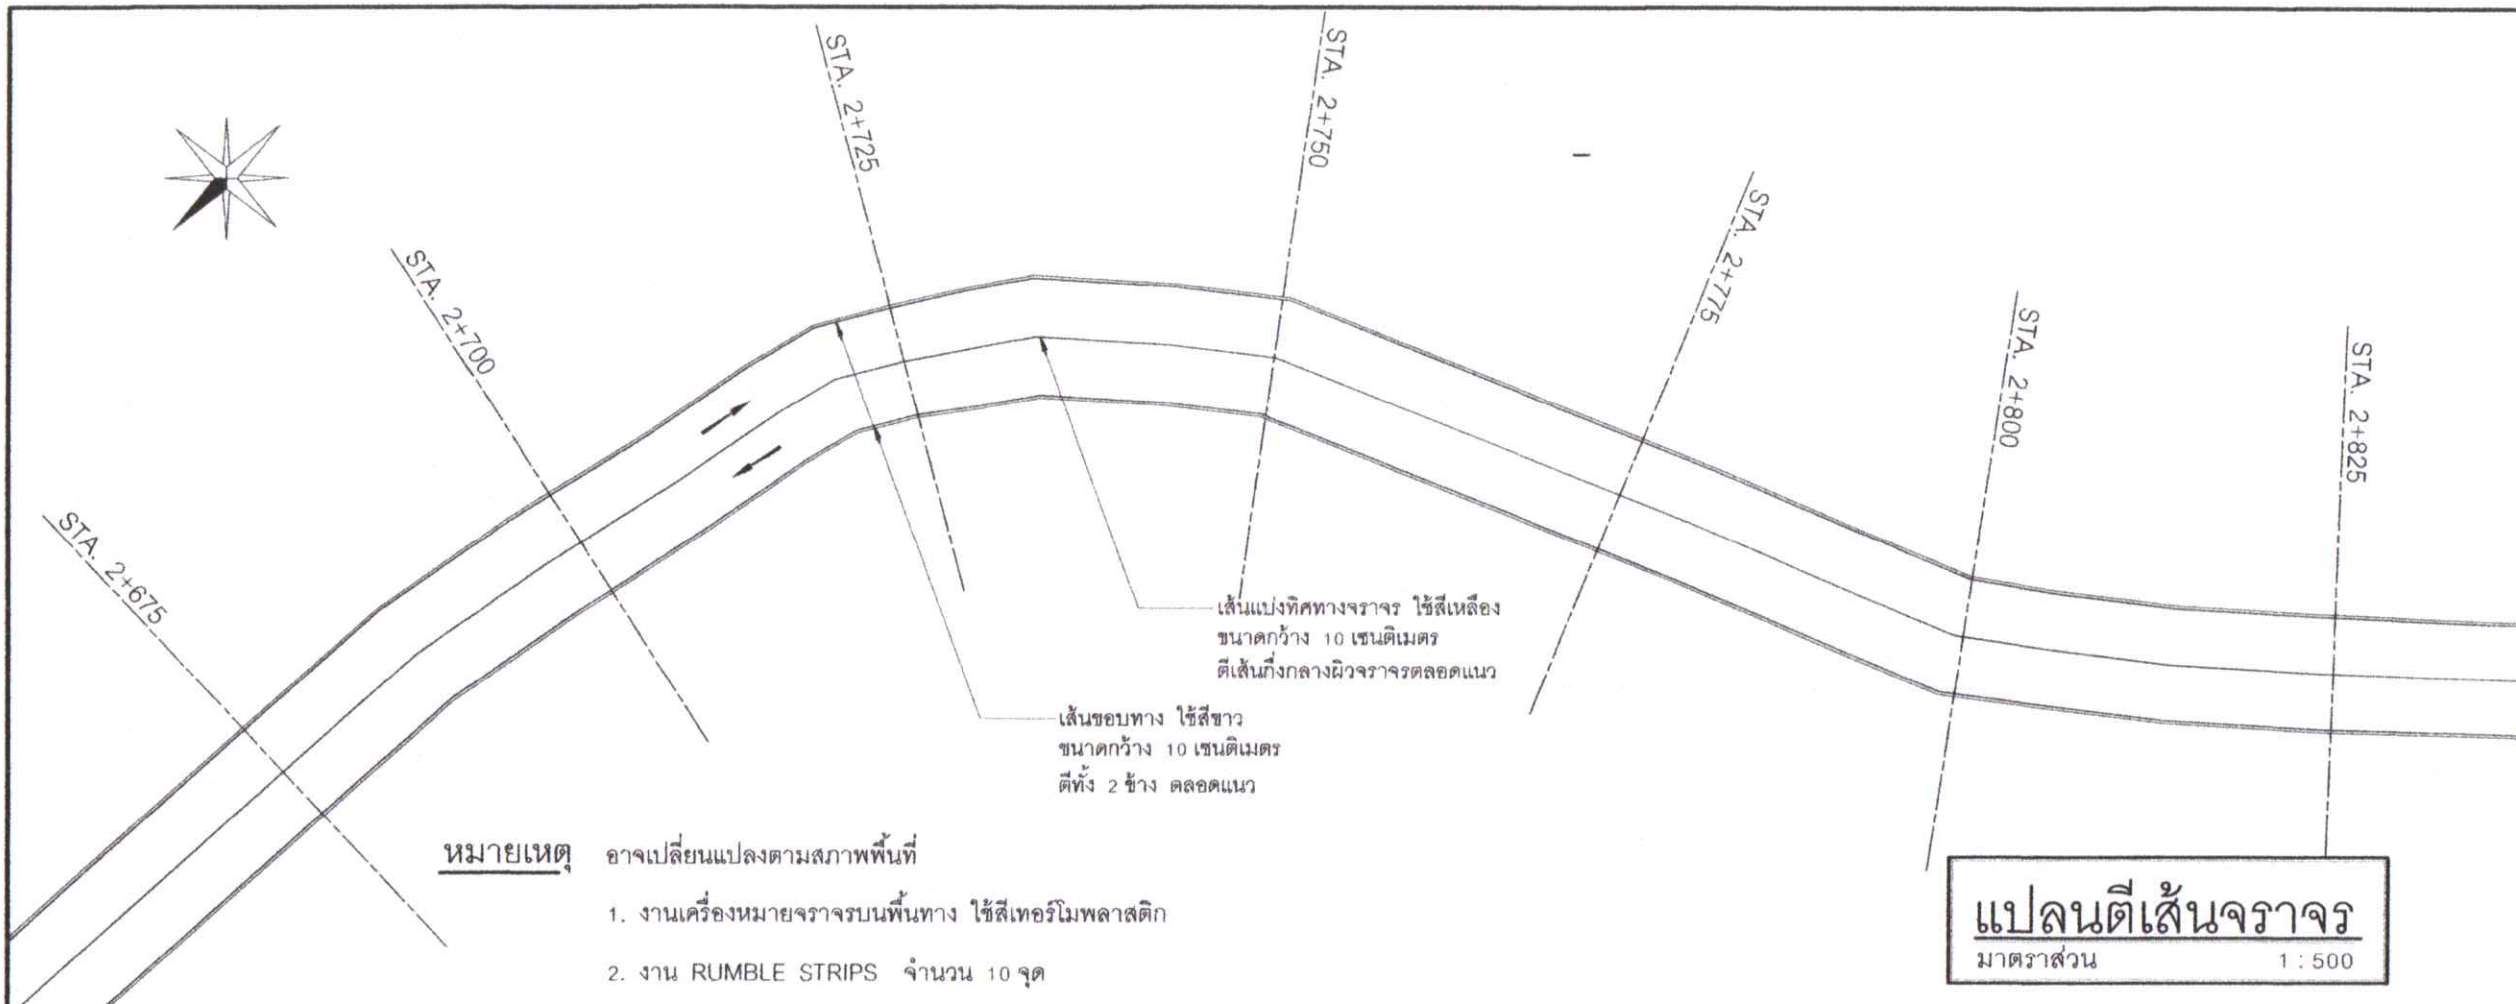 STA. 2+675
STA. 2+700
STA. 2+725
STA. 2+750
STA. 2+775
STA. 2+800
STA. 2+825
เส้นแบ่งทิศทางจราจร ใช้สีเหลือง
ขนาดกว้าง 10 เซนติเมตร
ตีเส้นกึ่งกลางผิวจราจรตลอดแนว
เส้นขอบทาง ใช้สีขาว
ขนาดกว้าง 10 เซนติเมตร
ตีทั้ง 2 ข้าง ตลอดแนว
หมายเหตุ อาจเปลี่ยนแปลงตามสภาพพื้นที่
1. งานเครื่องหมายจราจรบนพื้นทาง ใช้สีเทอร์โมพลาสติก
2. งาน RUMBLE STRIPS จำนวน 10 จุด
แปลนตีเส้นจราจร
มาตราส่วน 1 : 500